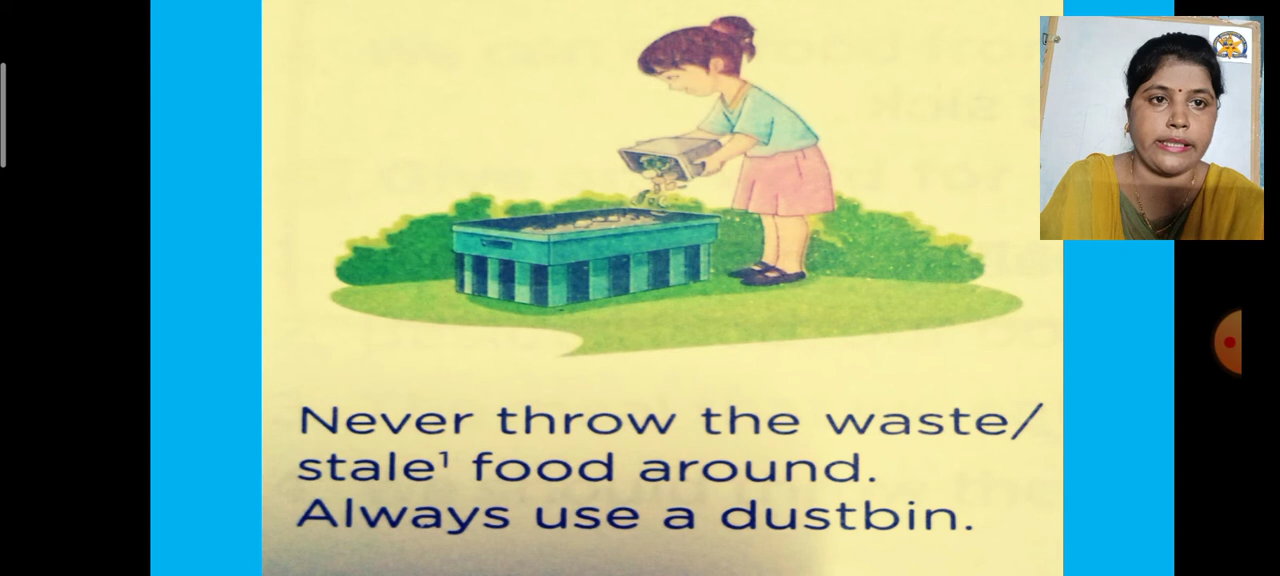 Never throw the waste/
stale¹ food around.
Always use a dustbin.